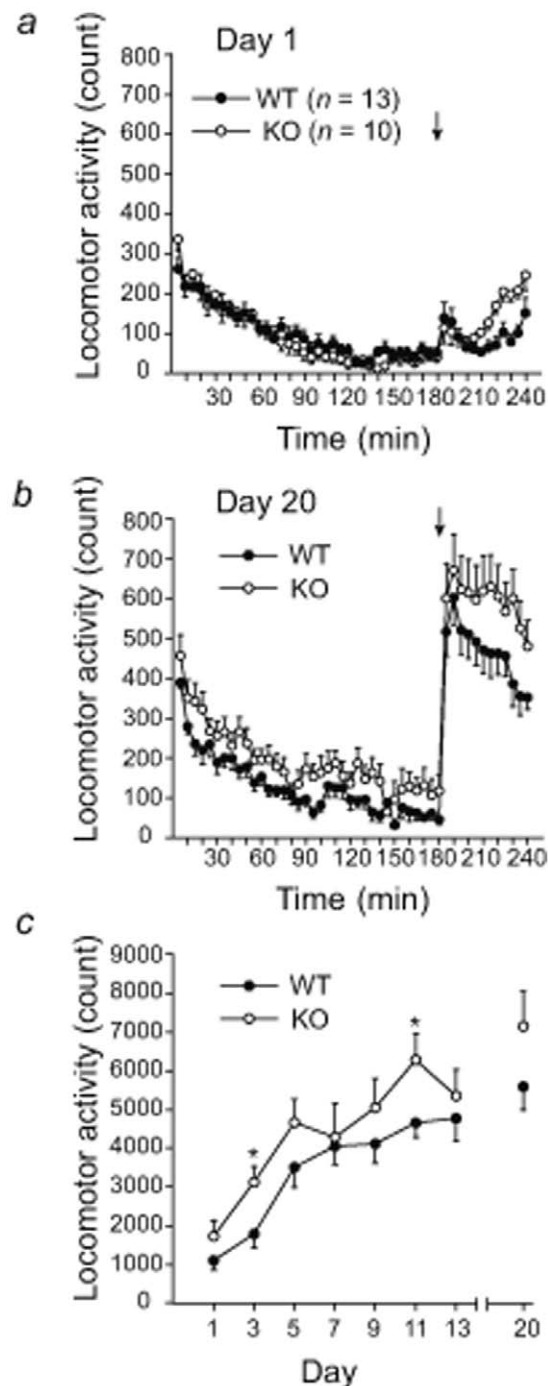 a
Day 1
WT (n = 13)
KO (n = 10)
Locomotor activity (count)
800
700
600
500
400
300
200
100
0
30 60 90 120 150 180 210 240
Time (min)
b
Day 20
WT
KO
Locomotor activity (count)
800
700
600
500
400
300
200
100
0
30 60 90 120 150 180 210 240
Time (min)
c
WT
KO
Locomotor activity (count)
9000
8000
7000
6000
5000
4000
3000
2000
1000
0
*
*
1 3 5 7 9 11 13 20
Day